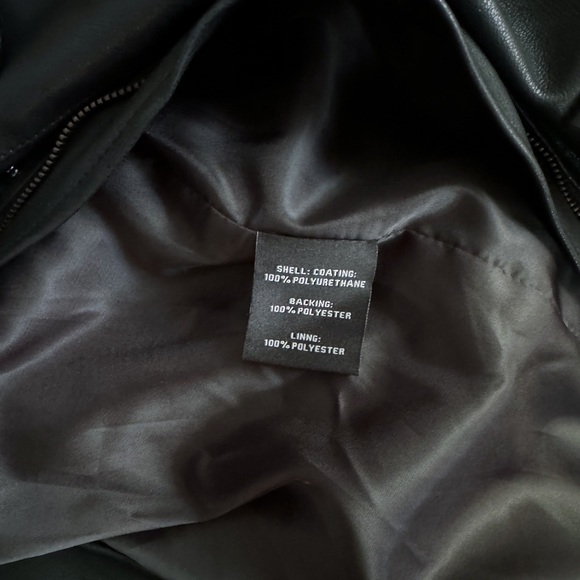 SHELL: COATING:
100% POLYURETHANE
BACKING:
100% POLYESTER
LINNG:
100% POLYESTER